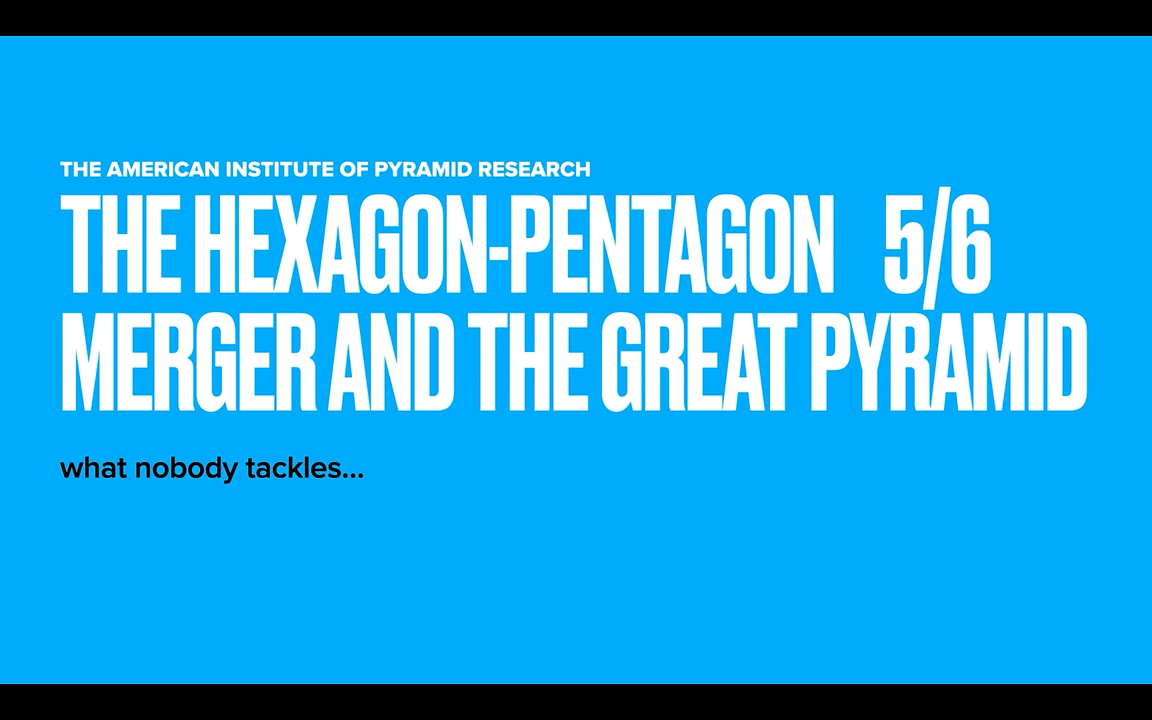 THE AMERICAN INSTITUTE OF PYRAMID RESEARCH
THE HEXAGON-PENTAGON 5/6
MERGER AND THE GREAT PYRAMID
what nobody tackles...